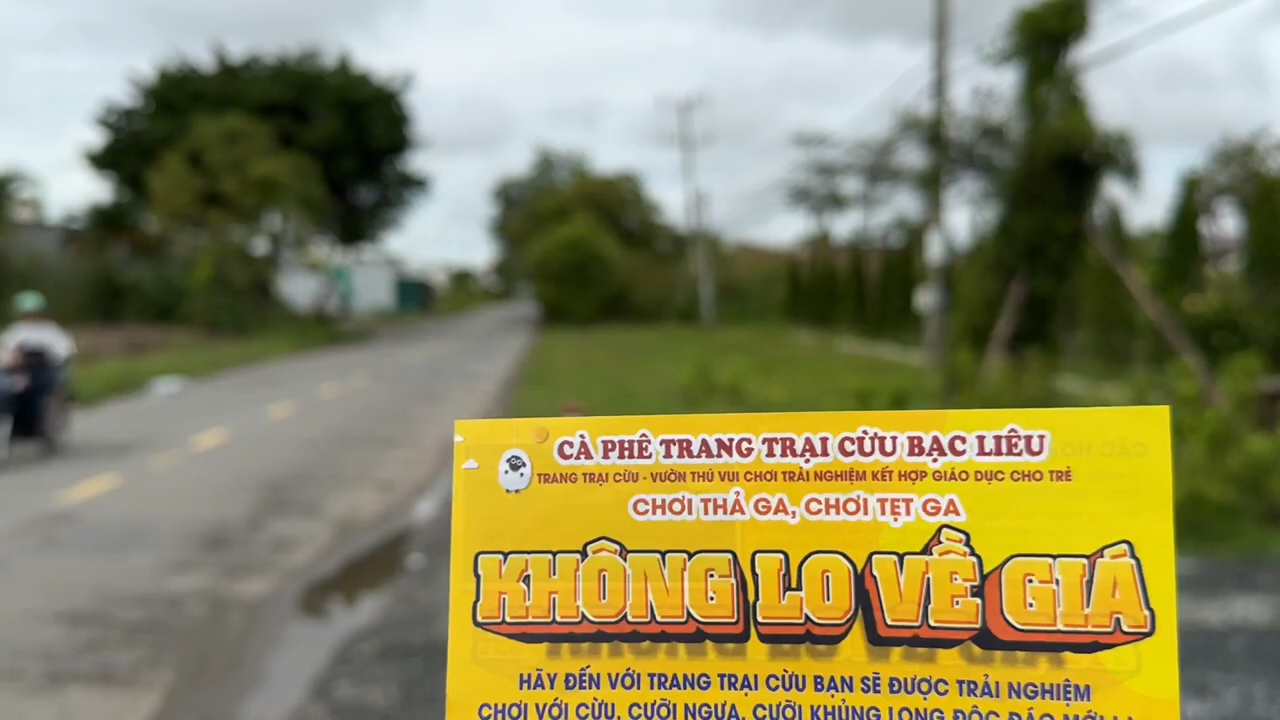 CÀ PHÊ TRANG TRẠI CỪU BẠC LIÊU
TRANG TRẠI CỪU - VƯỜN THÚ VUI CHƠI TRẢI NGHIỆM KẾT HỢP GIÁO DỤC CHO TRẺ
CHƠI THẢ GA, CHƠI TẸT GA
KHÔNG LO VỀ GIÁ
HÃY ĐẾN VỚI TRANG TRẠI CỪU BẠN SẼ ĐƯỢC TRẢI NGHIỆM
CHƠI VỚI CỪU, CƯỠI NGỰA, CƯỠI KHỦNG LONG ĐỘC ĐÁO MỚI LẠ